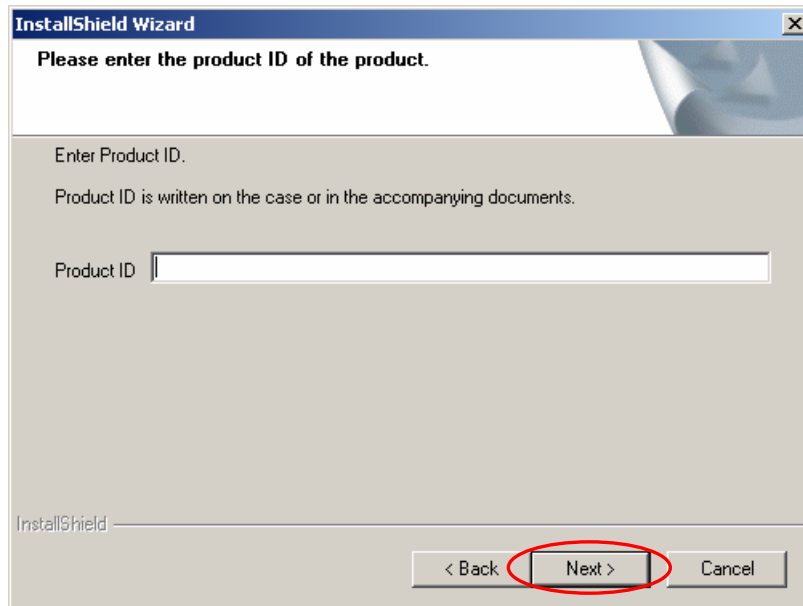 InstallShield Wizard
Please enter the product ID of the product.
Enter Product ID.
Product ID is written on the case or in the accompanying documents.
Product ID
InstallShield
< Back Next > Cancel